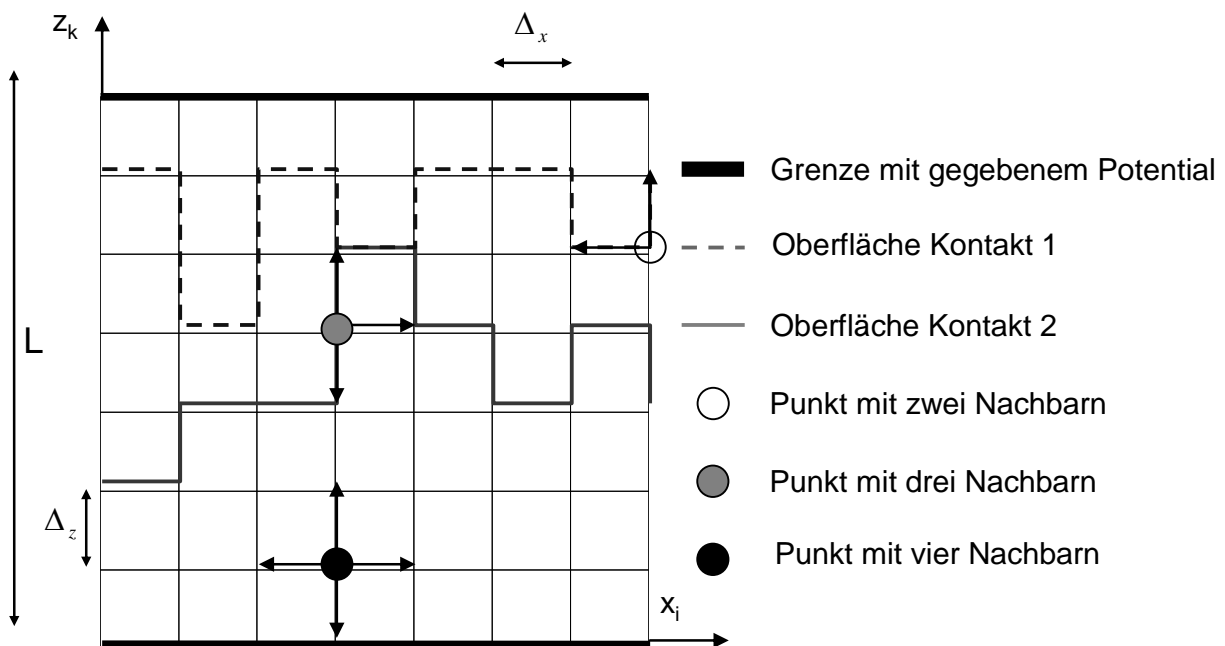 z_k
Δ_x
Grenze mit gegebenem Potential
Oberfläche Kontakt 1
Oberfläche Kontakt 2
L
Punkt mit zwei Nachbarn
Punkt mit drei Nachbarn
Δ_z
Punkt mit vier Nachbarn
x_i